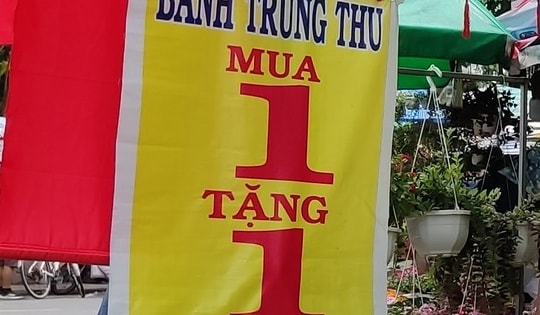 BÁNH TRUNG THU
MUA
1
TẶNG
1